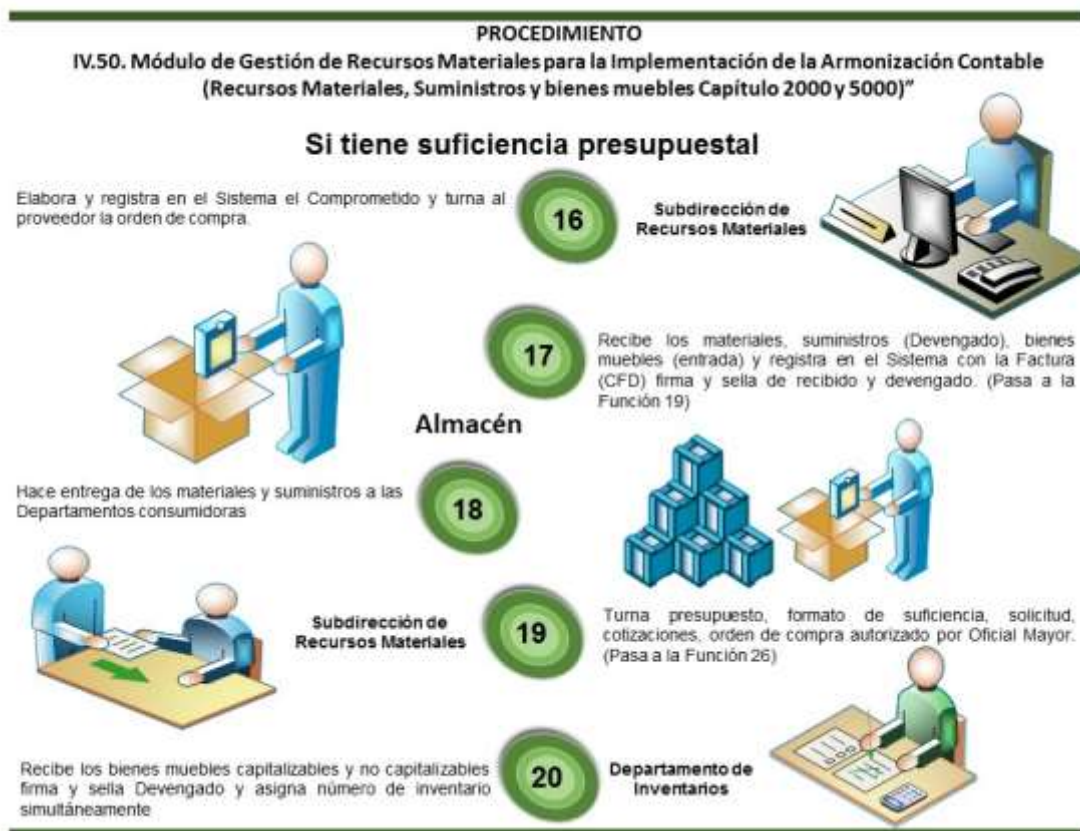 PROCEDIMIENTO
IV.50. Módulo de Gestión de Recursos Materiales para la Implementación de la Armonización Contable
(Recursos Materiales, Suministros y bienes muebles Capítulo 2000 y 5000)”
Si tiene suficiencia presupuestal
Elabora y registra en el Sistema el Comprometido y turna al
proveedor la orden de compra.
16
Subdirección de
Recursos Materiales
17
Recibe los materiales, suministros (Devengado), bienes
muebles (entrada) y registra en el Sistema con la Factura
(CFD) firma y sella de recibido y devengado. (Pasa a la
Función 19)
Almacén
Hace entrega de los materiales y suministros a las
Departamentos consumidoras
18
Subdirección de
Recursos Materiales
19
Turna presupuesto, formato de suficiencia, solicitud,
cotizaciones, orden de compra autorizado por Oficial Mayor.
(Pasa a la Función 26)
Recibe los bienes muebles capitalizables y no capitalizables
firma y sella Devengado y asigna número de inventario
simultáneamente
20
Departamento de
Inventarios